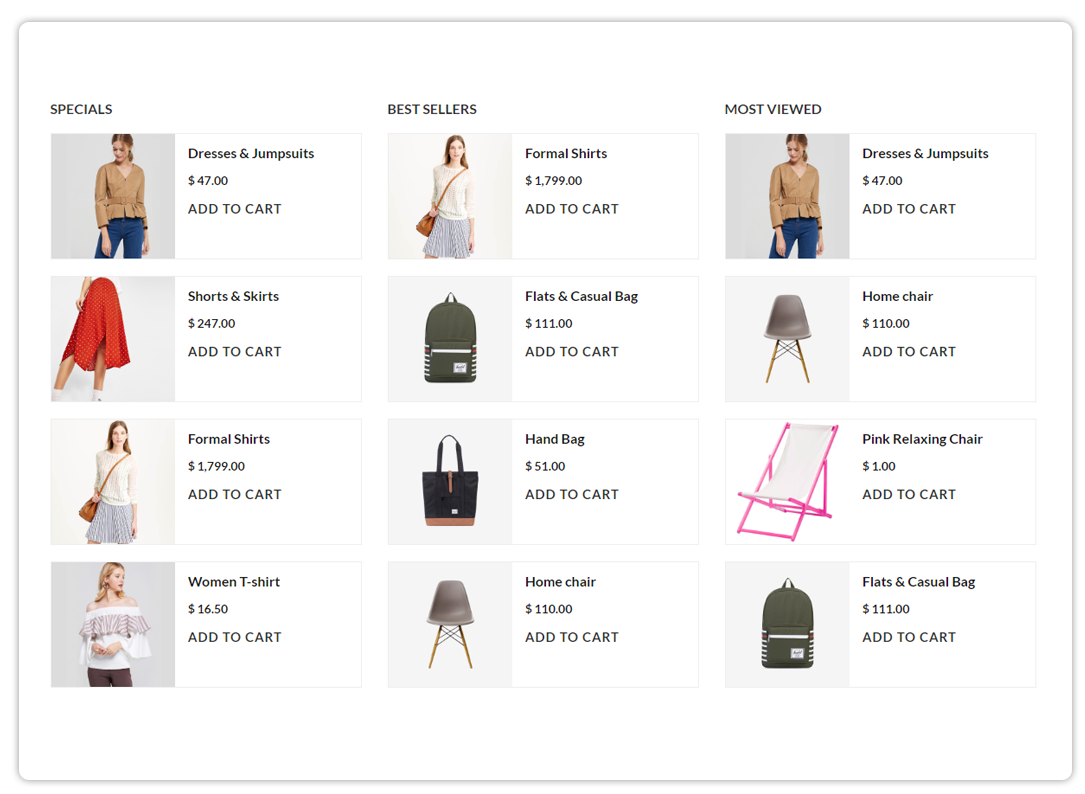 SPECIALS
Dresses & Jumpsuits
$ 47.00
ADD TO CART
Shorts & Skirts
$ 247.00
ADD TO CART
Formal Shirts
$ 1,799.00
ADD TO CART
Women T-shirt
$ 16.50
ADD TO CART
BEST SELLERS
Formal Shirts
$ 1,799.00
ADD TO CART
Flats & Casual Bag
$ 111.00
ADD TO CART
Hand Bag
$ 51.00
ADD TO CART
Home chair
$ 110.00
ADD TO CART
MOST VIEWED
Dresses & Jumpsuits
$ 47.00
ADD TO CART
Home chair
$ 110.00
ADD TO CART
Pink Relaxing Chair
$ 1.00
ADD TO CART
Flats & Casual Bag
$ 111.00
ADD TO CART